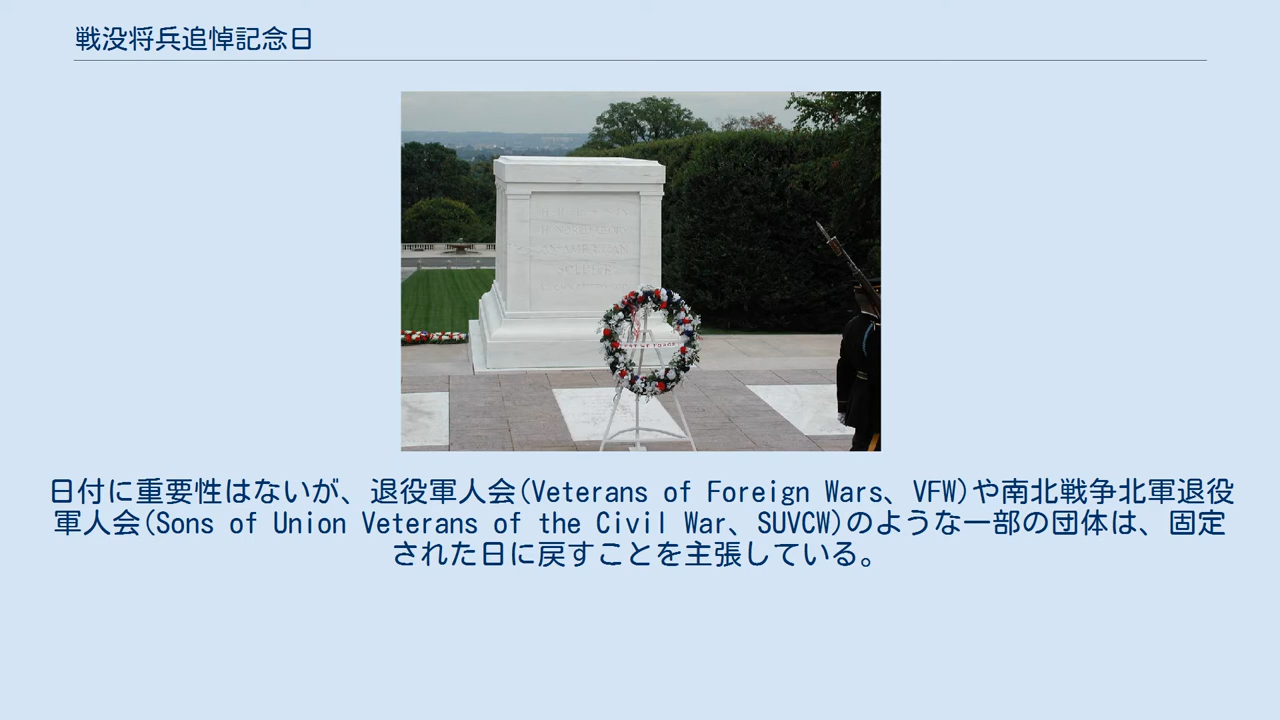 戦没将兵追悼記念日
AN AMERICAN
SOLDIER
日付に重要性はないが、退役軍人会(Veterans of Foreign Wars、VFW)や南北戦争北軍退役
軍人会(Sons of Union Veterans of the Civil War、SUVCW)のような一部の団体は、固定
された日に戻すことを主張している。